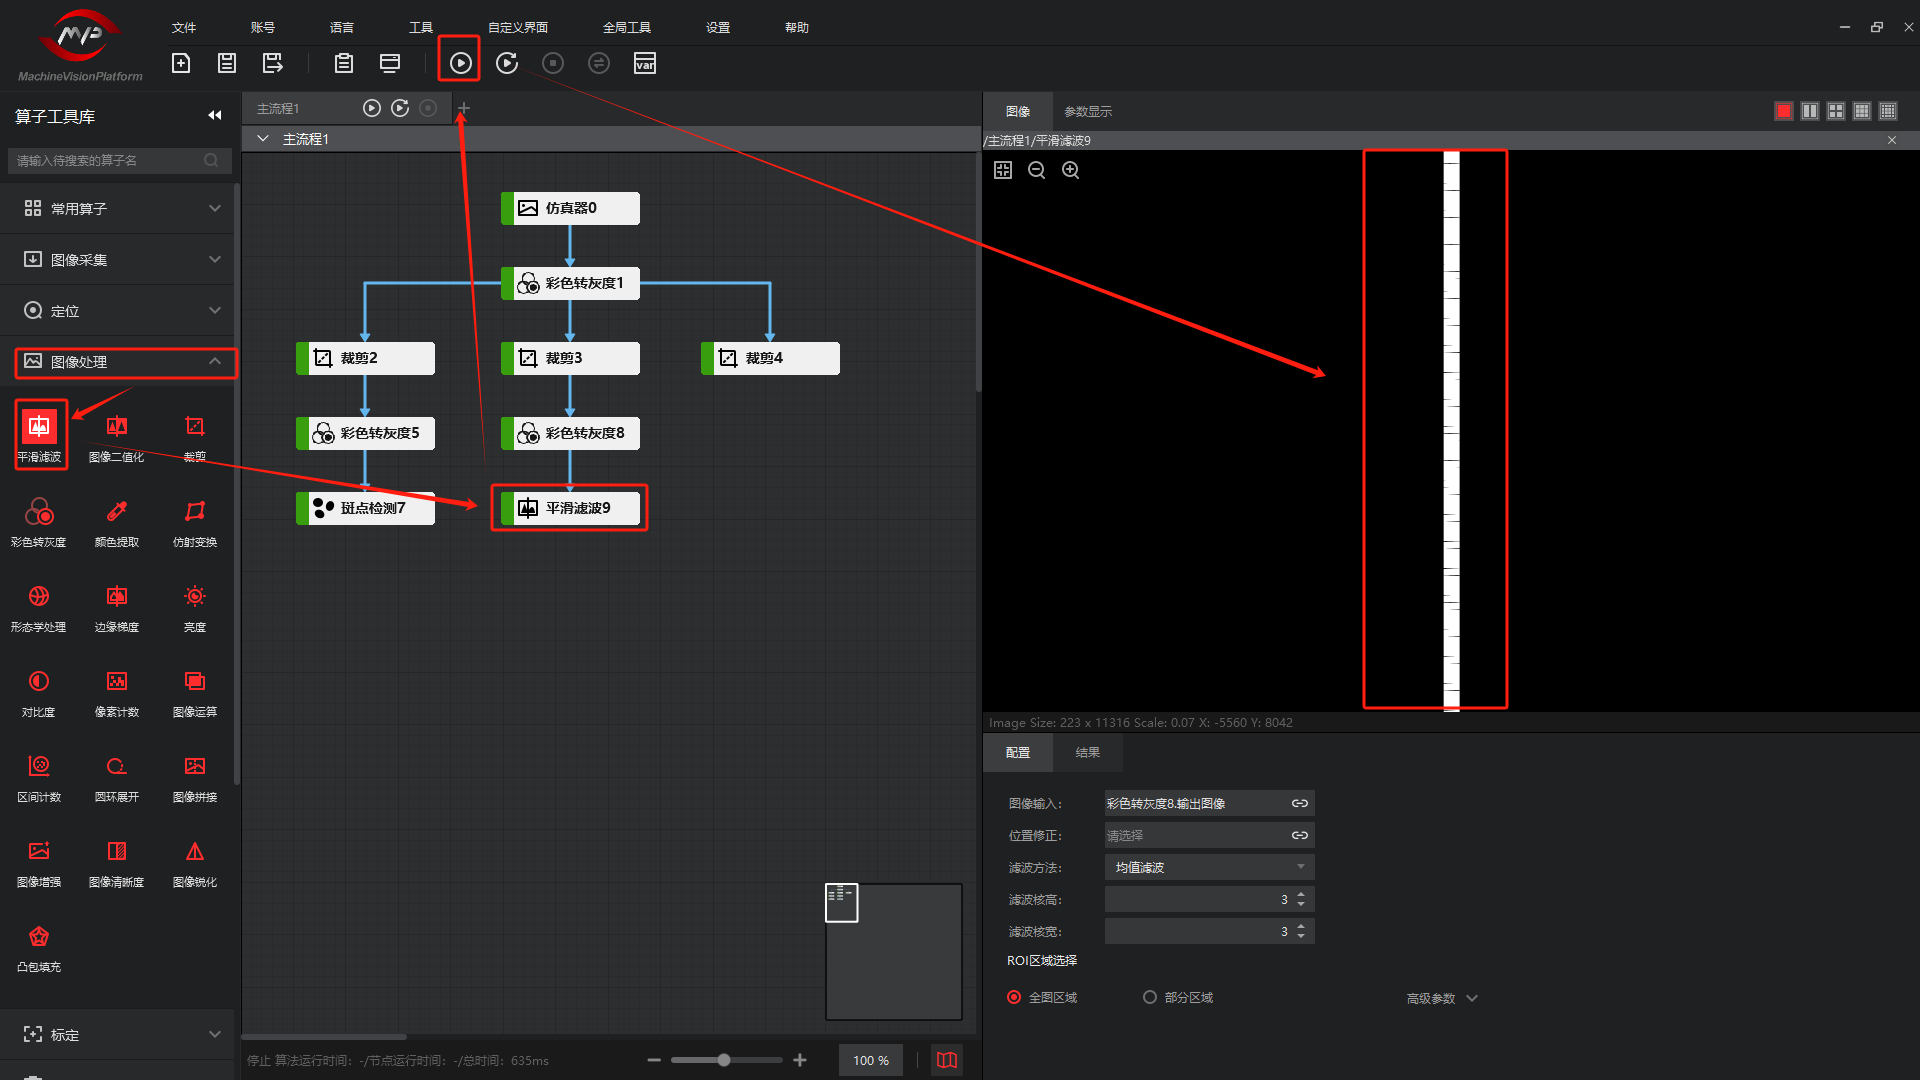 MVP
MachineVisionPlatform
文件 账号 语言 工具 自定义界面 全局工具 设置 帮助
var
算子工具库
请输入待搜索的算子名
常用算子
图像采集
定位
图像处理
平滑滤波 图像二值化 裁剪
彩色转灰度 颜色提取 仿射变换
形态学处理 边缘梯度 亮度
对比度 像素计数 图像运算
区间计数 圆环展开 图像拼接
图像增强 图像清晰度 图像锐化
凸包填充
标定
主流程1
主流程1
仿真器0
彩色转灰度1
裁剪2 裁剪3 裁剪4
彩色转灰度5 彩色转灰度8
斑点检测7 平滑滤波9
停止 算法运行时间: -/节点运行时间: -/总时间: 635ms
100 %
图像 参数显示
/主流程1/平滑滤波9
Image Size: 223 x 11316 Scale: 0.07 X: -5560 Y: 8042
配置 结果
图像输入: 彩色转灰度8.输出图像
位置修正: 请选择
滤波方法: 均值滤波
滤波核高: 3
滤波核宽: 3
ROI区域选择
全图区域 部分区域 高级参数